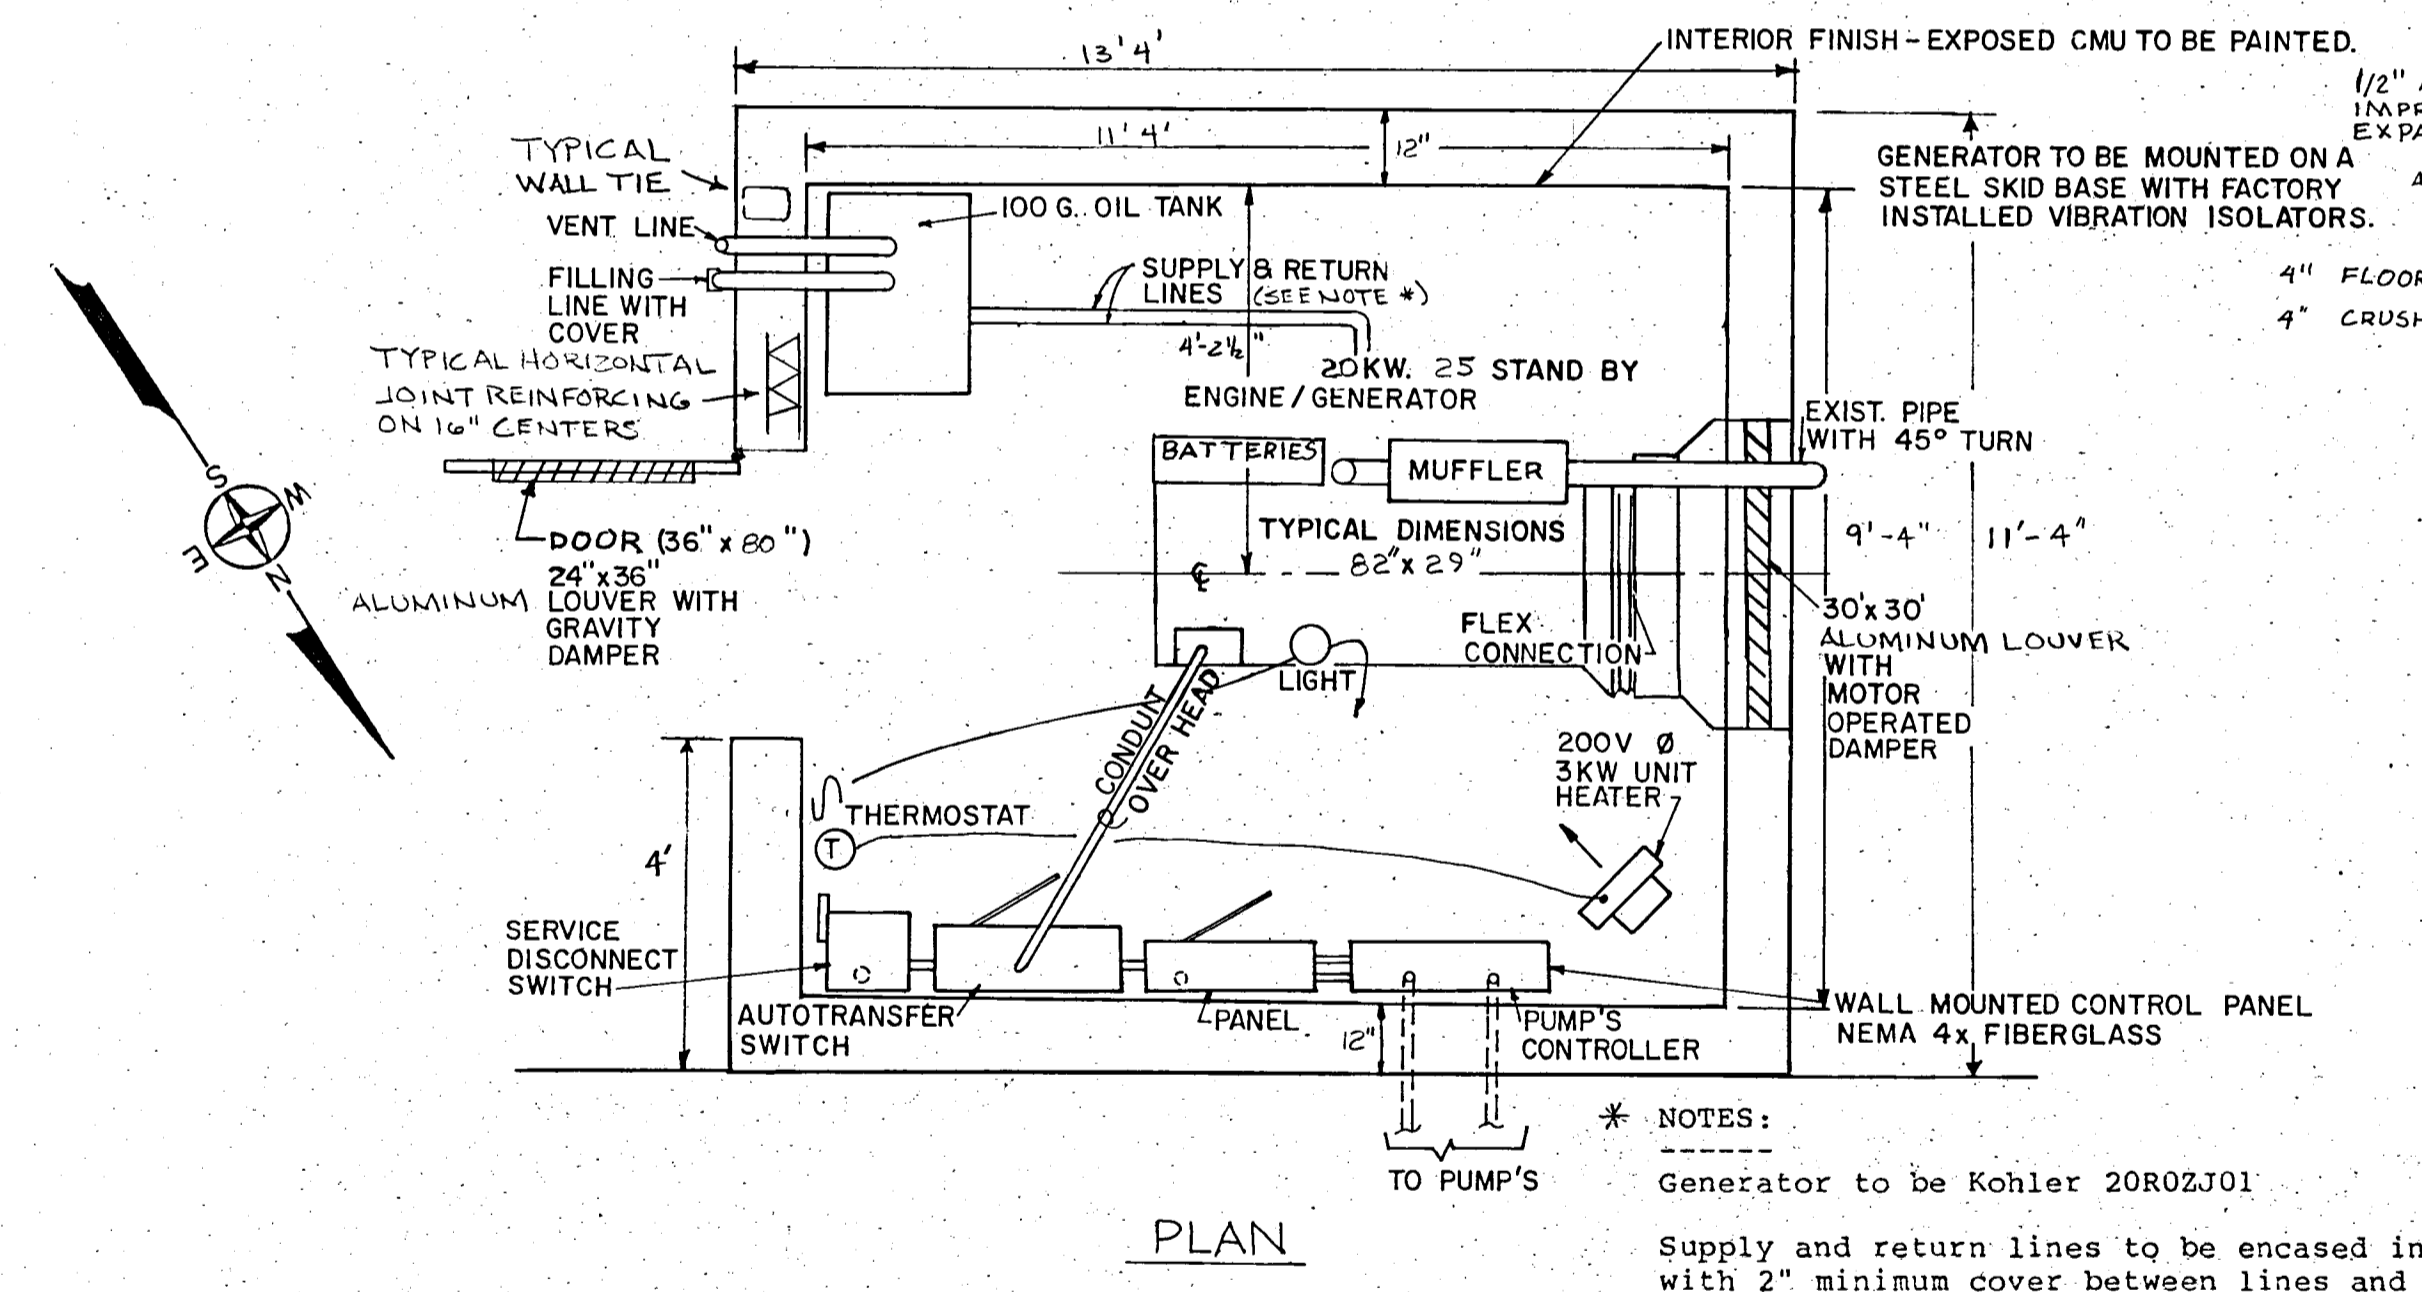 13' 4'
INTERIOR FINISH - EXPOSED CMU TO BE PAINTED.
1/2"
IMPR
EXPA
11' 4'
12"
TYPICAL
WALL TIE
GENERATOR TO BE MOUNTED ON A
STEEL SKID BASE WITH FACTORY
INSTALLED VIBRATION ISOLATORS.
VENT LINE
100 G. OIL TANK
FILLING
LINE WITH
COVER
SUPPLY & RETURN
LINES (SEE NOTE *)
4" FLOOR
4" CRUSH
4'-2½"
TYPICAL HORIZONTAL
JOINT REINFORCING
ON 16" CENTERS
20KW. 25 STAND BY
ENGINE / GENERATOR
EXIST. PIPE
WITH 45° TURN
BATTERIES
MUFFLER
S
W
E
N
DOOR (36" x 80")
24"x36"
ALUMINUM LOUVER WITH
GRAVITY
DAMPER
TYPICAL DIMENSIONS
82"x 29"
℄
9'-4"
11'-4"
30'x 30'
ALUMINUM LOUVER
WITH
MOTOR
OPERATED
DAMPER
FLEX
CONNECTION
LIGHT
CONDUNT
OVER HEAD
200V Ø
3KW UNIT
HEATER
THERMOSTAT
T
4'
SERVICE
DISCONNECT
SWITCH
AUTOTRANSFER
SWITCH
PANEL
12"
PUMP'S
CONTROLLER
WALL MOUNTED CONTROL PANEL
NEMA 4x FIBERGLASS
TO PUMP'S
PLAN
* NOTES:
------
Generator to be Kohler 20ROZJ01
Supply and return lines to be encased in
with 2" minimum cover between lines and